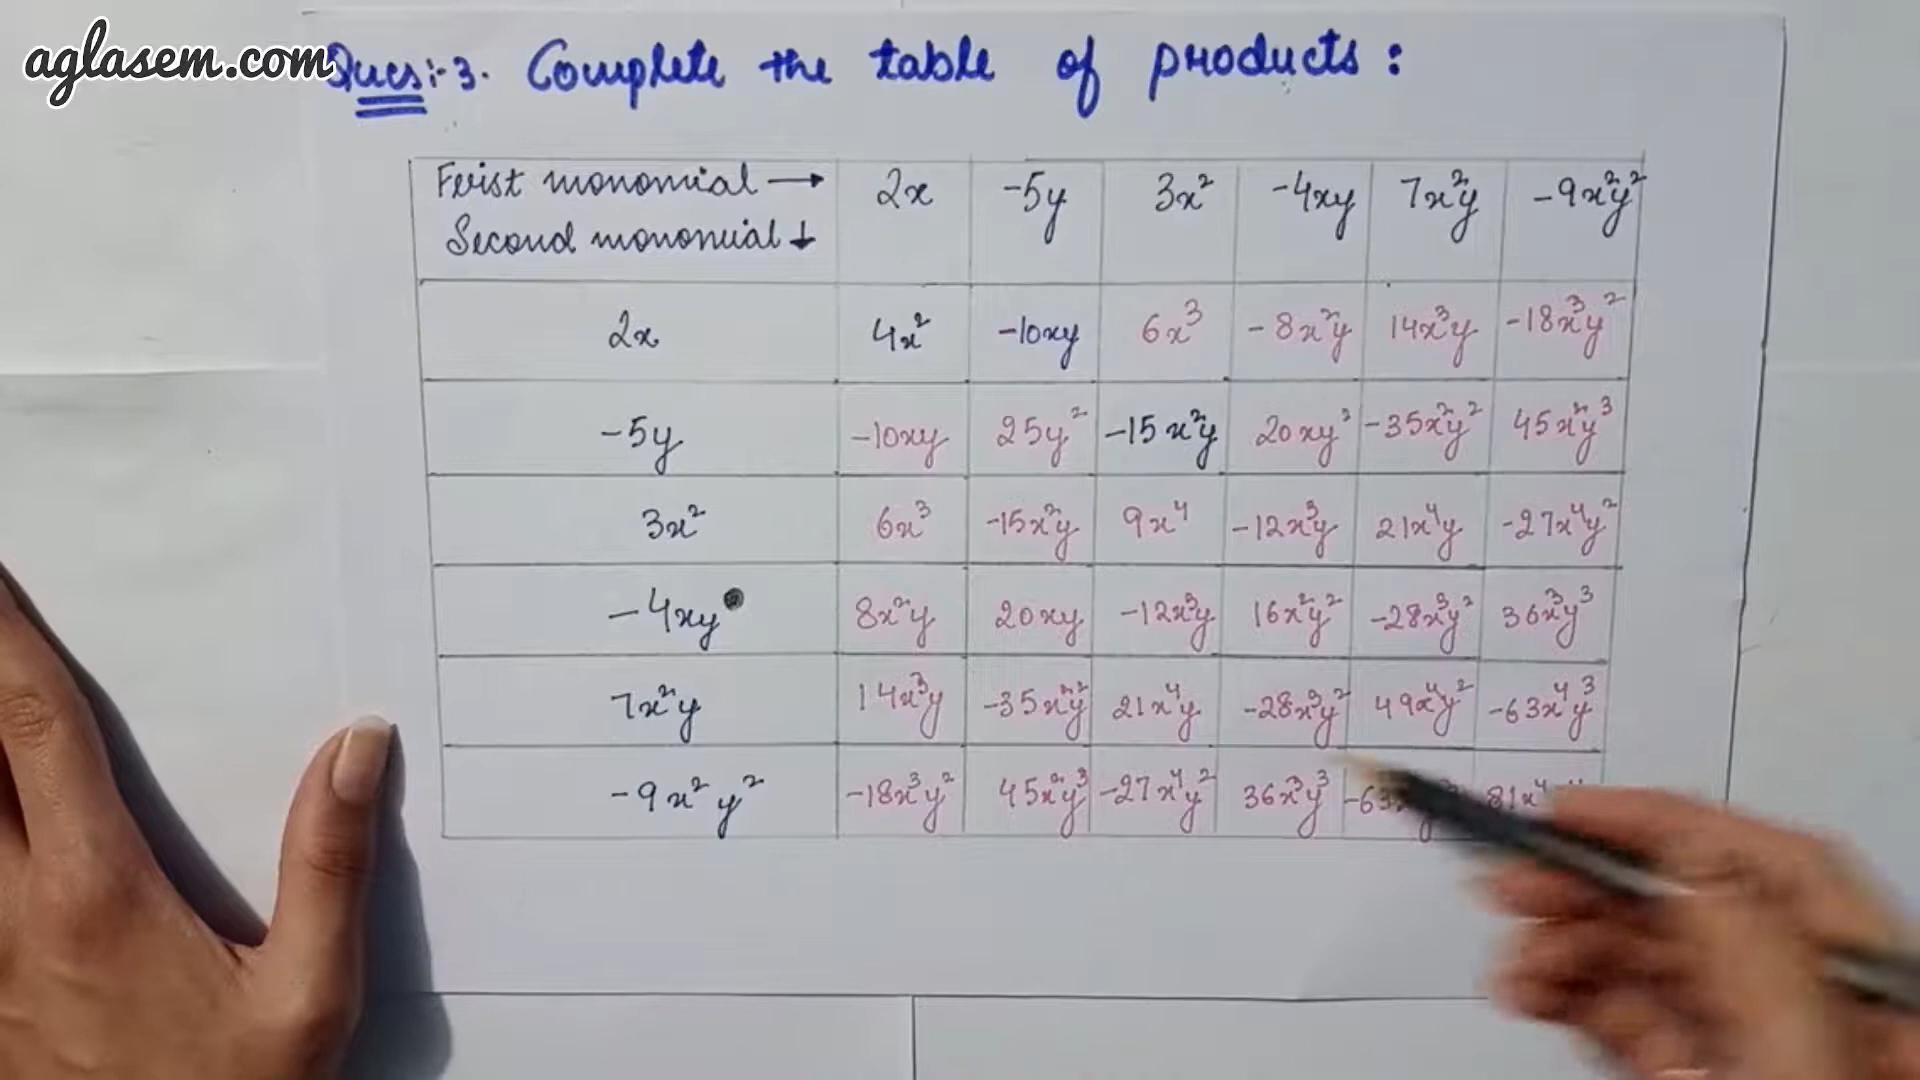 aglasem.com
Ques:-3. Complete the table of products:
First monomial → 2x -5y 3x² -4xy 7x²y -9x²y²
Second monomial ↓
2x 4x² -10xy 6x³ -8x²y 14x³y -18x³y²
-5y -10xy 25y² -15x²y 20xy² -35x²y² 45x²y³
3x² 6x³ -15x²y 9x⁴ -12x³y 21x⁴y -27x⁴y²
-4xy 8x²y 20xy -12x³y 16x²y² -28x³y² 36x³y³
7x²y 14x³y -35x²y² 21x⁴y -28x³y² 49x⁴y² -63x⁴y³
-9x²y² -18x³y² 45x²y³ -27x⁴y² 36x³y³